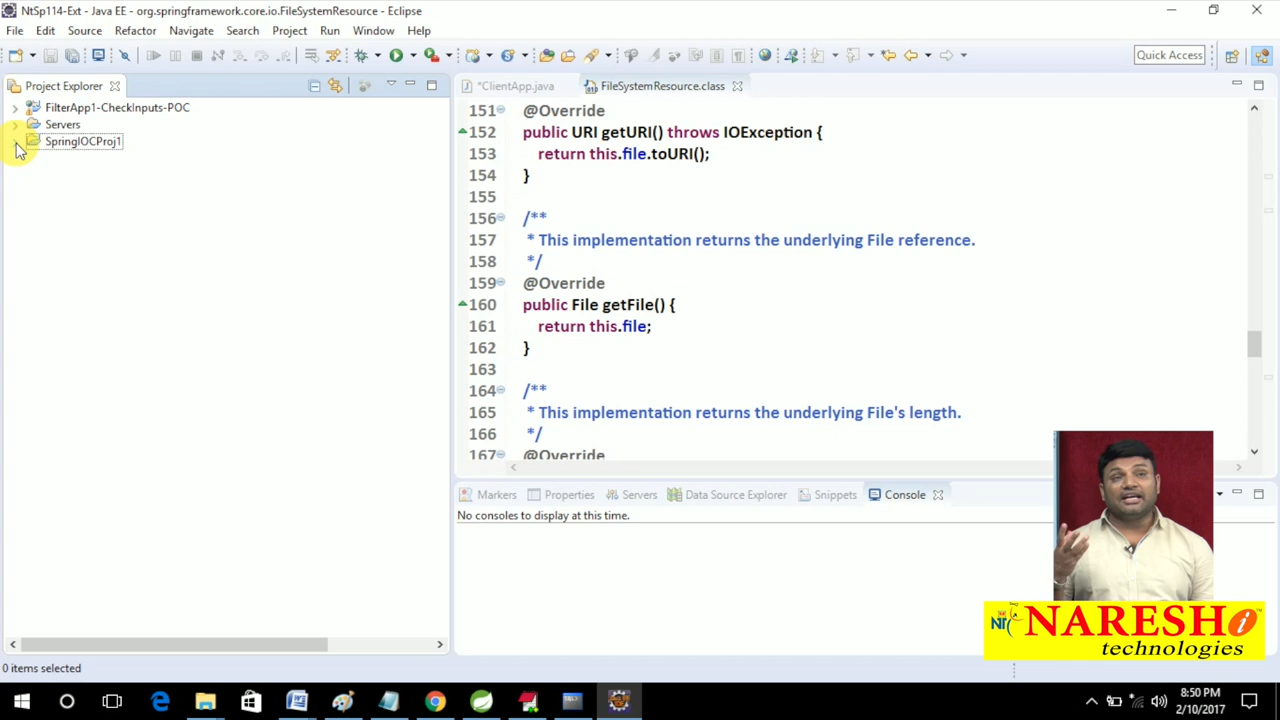 NtSp114-Ext - Java EE - org.springframework.core.io.FileSystemResource - Eclipse
File Edit Source Refactor Navigate Search Project Run Window Help
Quick Access
Project Explorer
FilterApp1-CheckInputs-POC
Servers
SpringIOCProj1
*ClientApp.java FileSystemResource.class
151 @Override
152 public URI getURI() throws IOException {
153 return this.file.toURI();
154 }
155
156 /**
157 * This implementation returns the underlying File reference.
158 */
159 @Override
160 public File getFile() {
161 return this.file;
162 }
163
164 /**
165 * This implementation returns the underlying File's length.
166 */
167 @Override
Markers Properties Servers Data Source Explorer Snippets Console
No consoles to display at this time.
NT
NARESH i
technologies
0 items selected
8:50 PM
2/10/2017